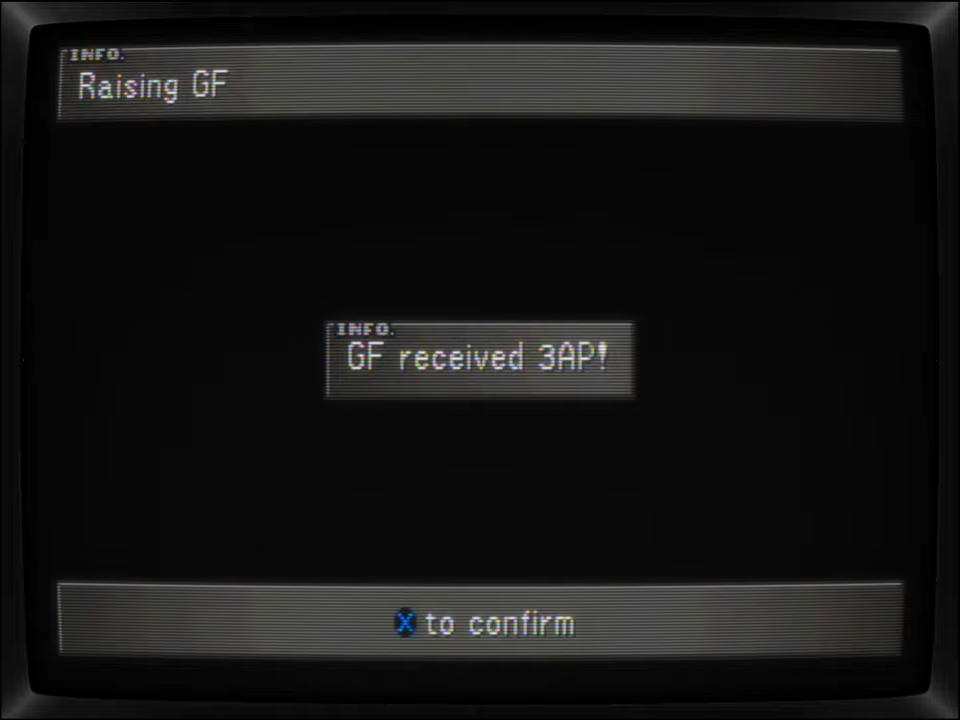 INFO.
Raising GF
INFO.
GF received 3AP!
X to confirm